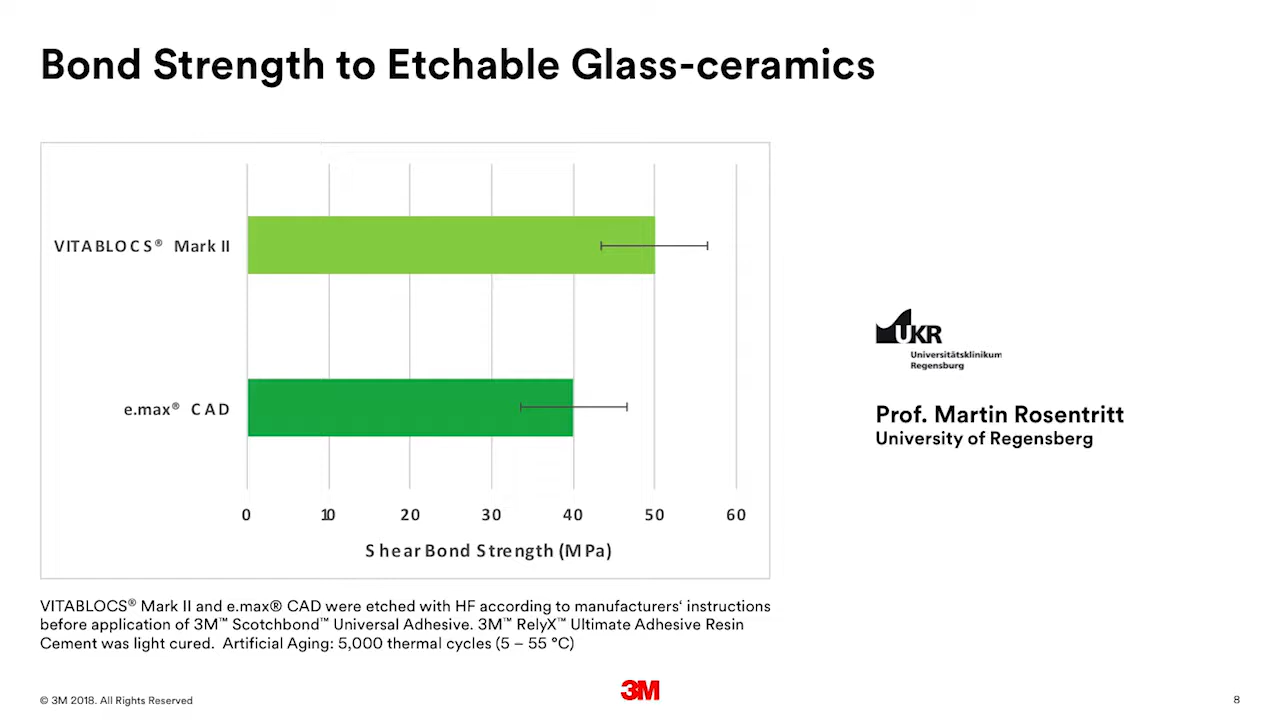 Bond Strength to Etchable Glass-ceramics
VITABLOCS® Mark II
e.max® CAD
0 10 20 30 40 50 60
Shear Bond Strength (MPa)
UKR
Universitätsklinikum
Regensburg
Prof. Martin Rosentritt
University of Regensberg
VITABLOCS® Mark II and e.max® CAD were etched with HF according to manufacturers‘ instructions
before application of 3M™ Scotchbond™ Universal Adhesive. 3M™ RelyX™ Ultimate Adhesive Resin
Cement was light cured. Artificial Aging: 5,000 thermal cycles (5 – 55 °C)
© 3M 2018. All Rights Reserved
3M
8